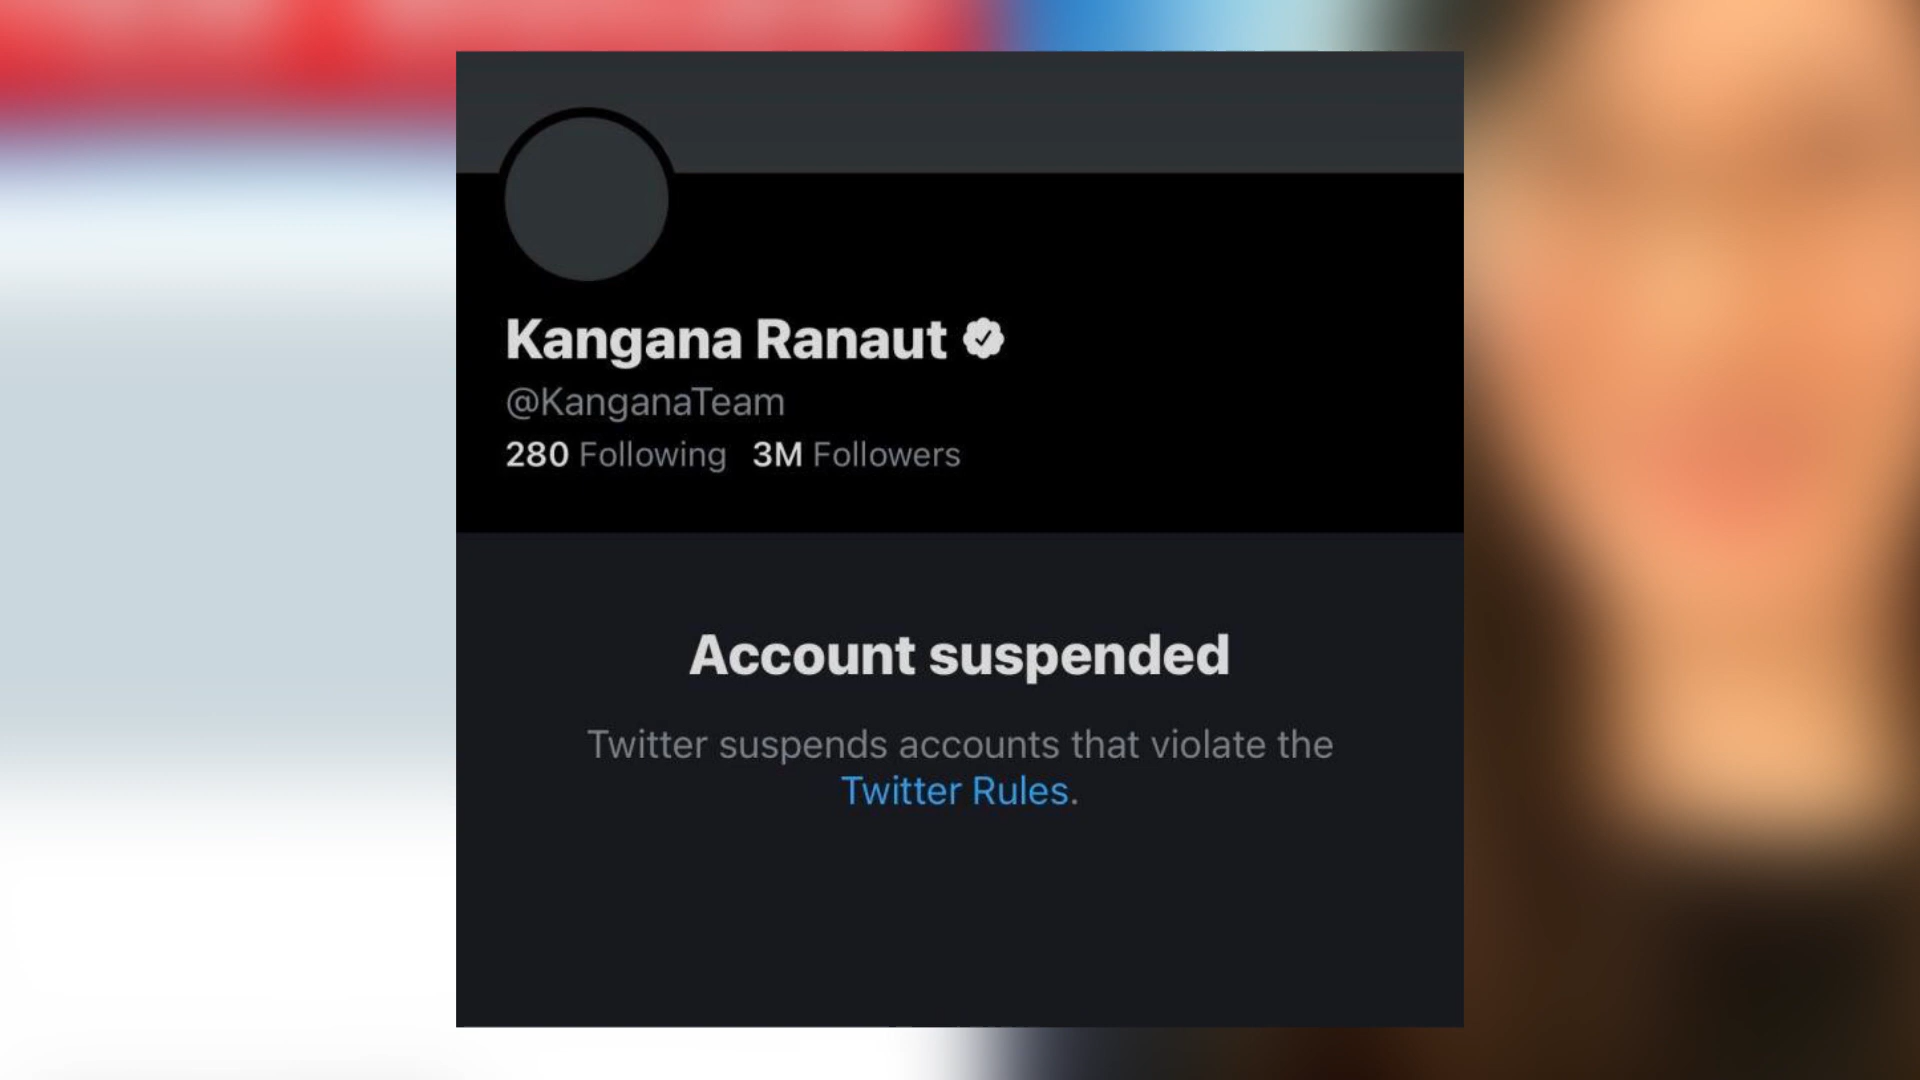 Kangana Ranaut
@KanganaTeam
280 Following 3M Followers
Account suspended
Twitter suspends accounts that violate the
Twitter Rules.